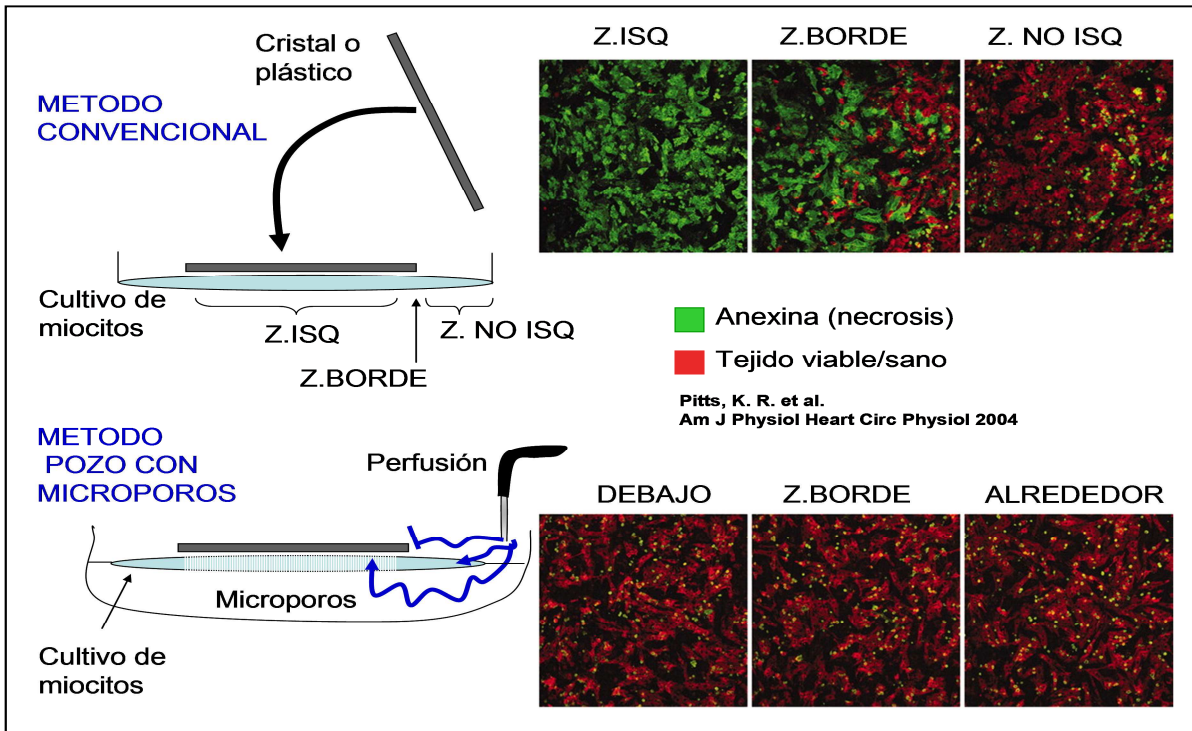 Cristal o
plástico
METODO
CONVENCIONAL
Cultivo de
miocitos
Z.ISQ
Z. NO ISQ
Z.BORDE
Z.ISQ
Z.BORDE
Z. NO ISQ
Anexina (necrosis)
Tejido viable/sano
Pitts, K. R. et al.
Am J Physiol Heart Circ Physiol 2004
METODO
POZO CON
MICROPOROS
Perfusión
Microporos
Cultivo de
miocitos
DEBAJO
Z.BORDE
ALREDEDOR